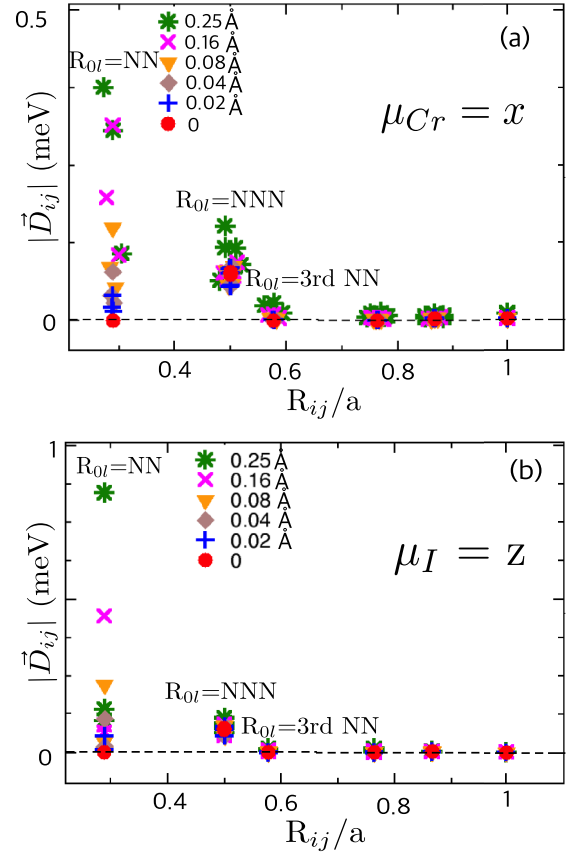 0.5
0.25 Å
(a)
0.16 Å
R0l=NN
0.08 Å
0.04 Å
0.02 Å
μCr = x
0
|D⃗ij| (meV)
R0l=NNN
R0l=3rd NN
0
0.4 0.6 0.8 1
Rij/a
1
R0l=NN
0.25 Å
(b)
0.16 Å
0.08 Å
0.04 Å
0.02 Å
μI = z
0
|D⃗ij| (meV)
R0l=NNN
R0l=3rd NN
0
0.4 0.6 0.8 1
Rij/a